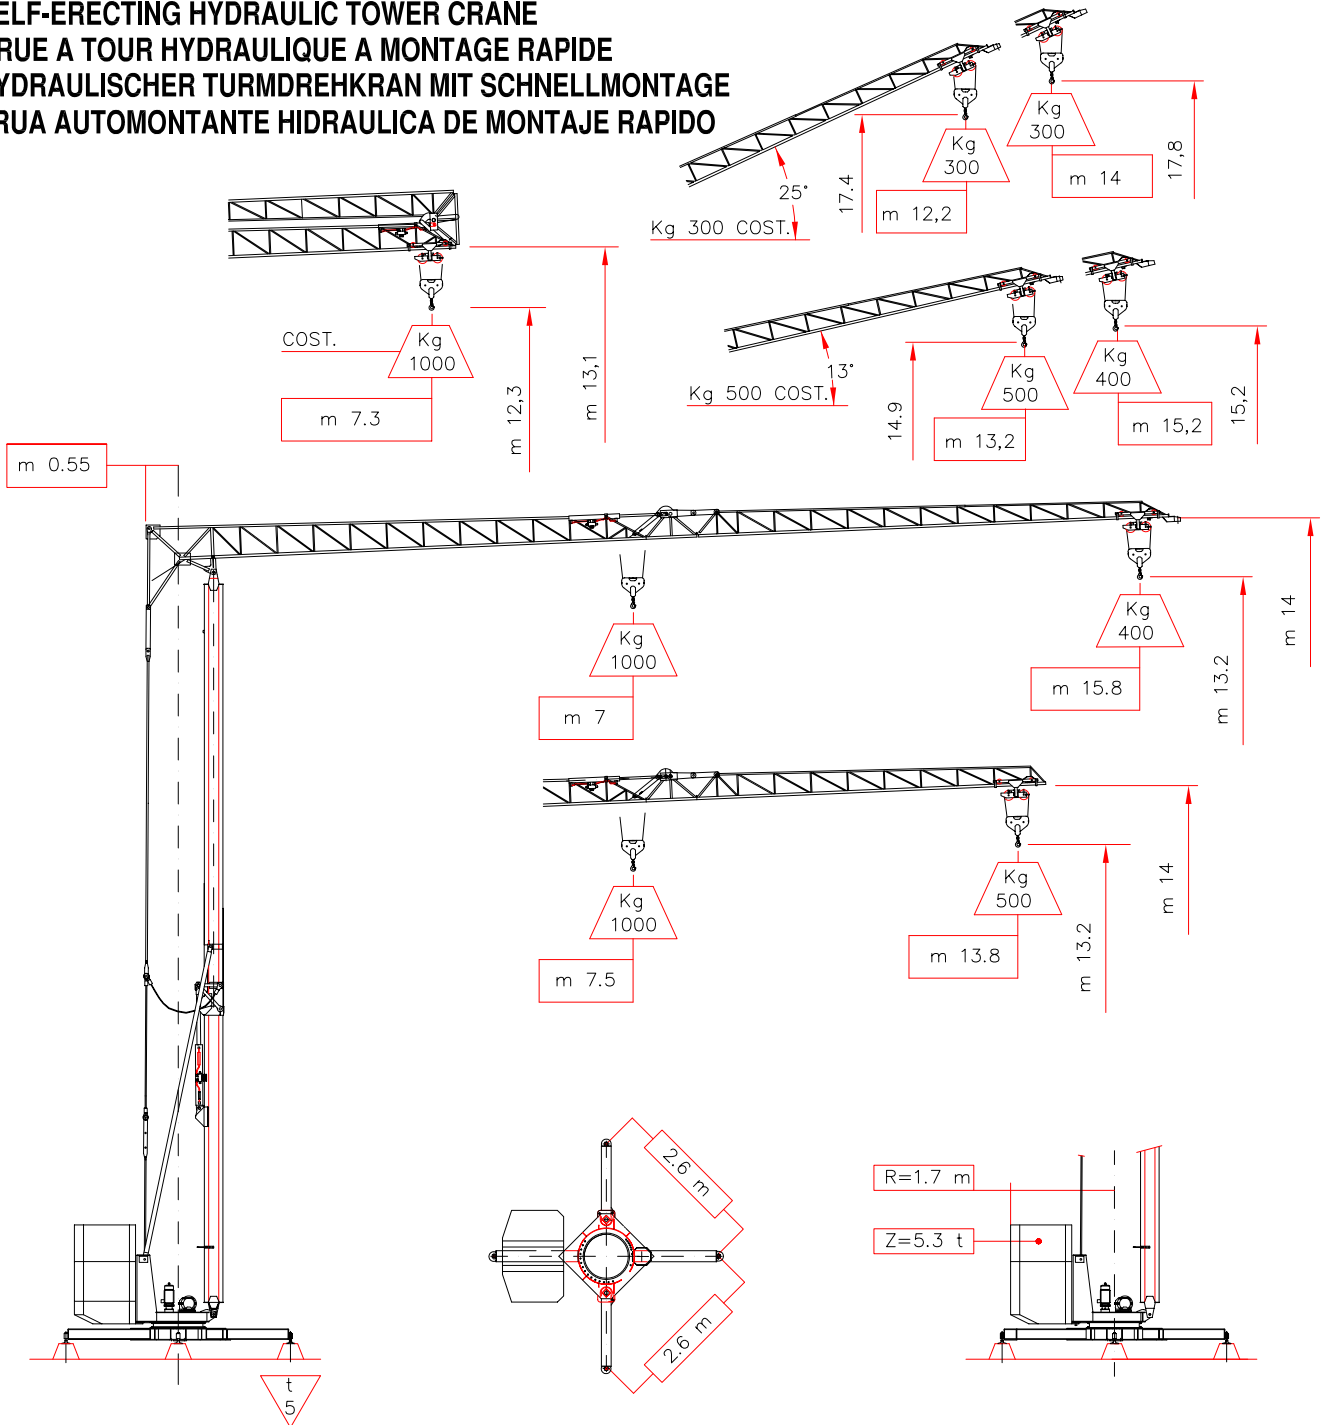 ELF-ERECTING HYDRAULIC TOWER CRANE
RUE A TOUR HYDRAULIQUE A MONTAGE RAPIDE
YDRAULISCHER TURMDREHKRAN MIT SCHNELLMONTAGE
RUA AUTOMONTANTE HIDRAULICA DE MONTAJE RAPIDO
Kg
300
m 14
17,8
Kg
300
m 12,2
17.4
25°
Kg 300 COST.
COST.
Kg
1000
m 7.3
m 12,3
m 13,1
13°
Kg 500 COST.
14.9
Kg
500
m 13,2
Kg
400
m 15,2
15,2
m 0.55
Kg
1000
m 7
Kg
400
m 15.8
m 13.2
m 14
Kg
1000
m 7.5
Kg
500
m 13.8
m 13.2
m 14
2.6 m
2.6 m
R=1.7 m
Z=5.3 t
t
5